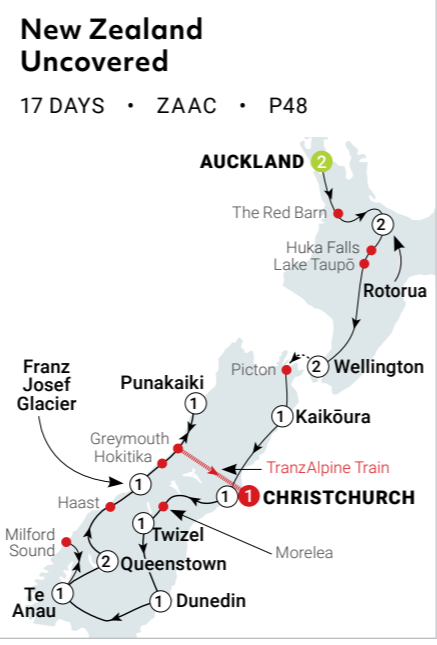 New Zealand
Uncovered
17 DAYS • ZAAC • P48
AUCKLAND 2
The Red Barn
2
Huka Falls
Lake Taupō
Rotorua
Picton
2 Wellington
Franz
Josef
Glacier
Punakaiki
1
1 Kaikōura
Greymouth
Hokitika
TranzAlpine Train
1
1 1 CHRISTCHURCH
Haast
1 Twizel
Morelea
Milford
Sound
2 Queenstown
Te
Anau
1
1 Dunedin